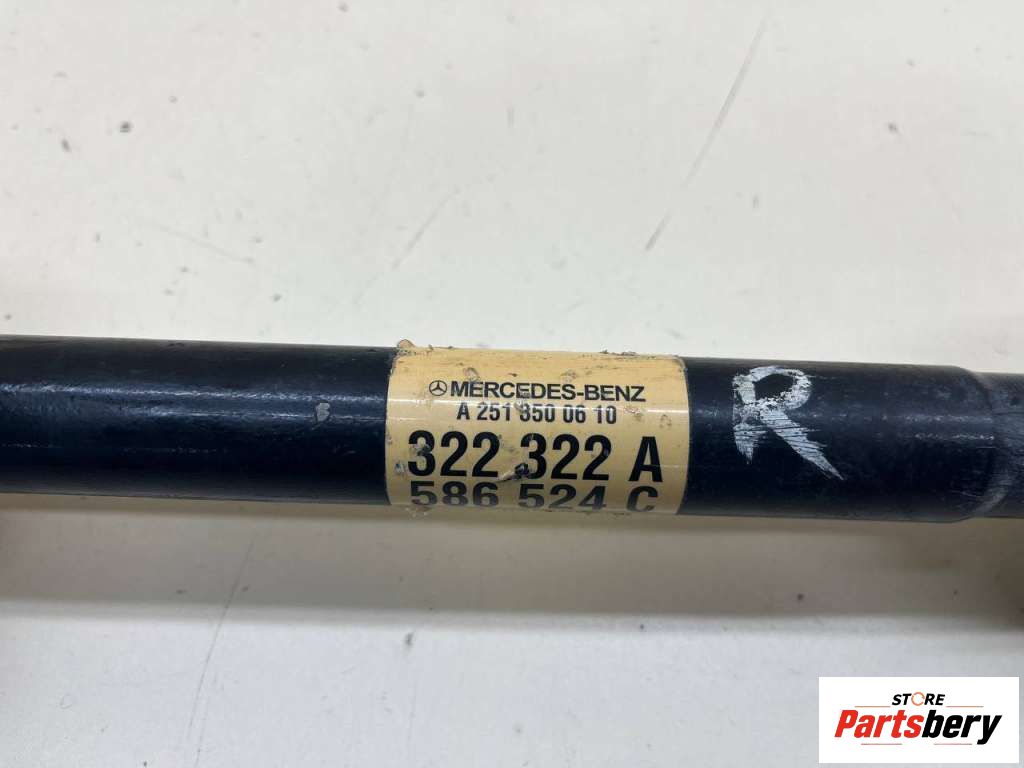 MERCEDES-BENZ
A 251 350 06 10
322 322 A
586 524 C
R
STORE
Partsbery